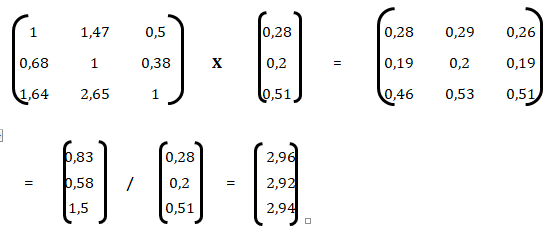 1 1,47 0,5 0,28 0,28 0,29 0,26
0,68 1 0,38 x 0,2 = 0,19 0,2 0,19
1,64 2,65 1 0,51 0,46 0,53 0,51
0,83 0,28 2,96
= 0,58 / 0,2 = 2,92
1,5 0,51 2,94